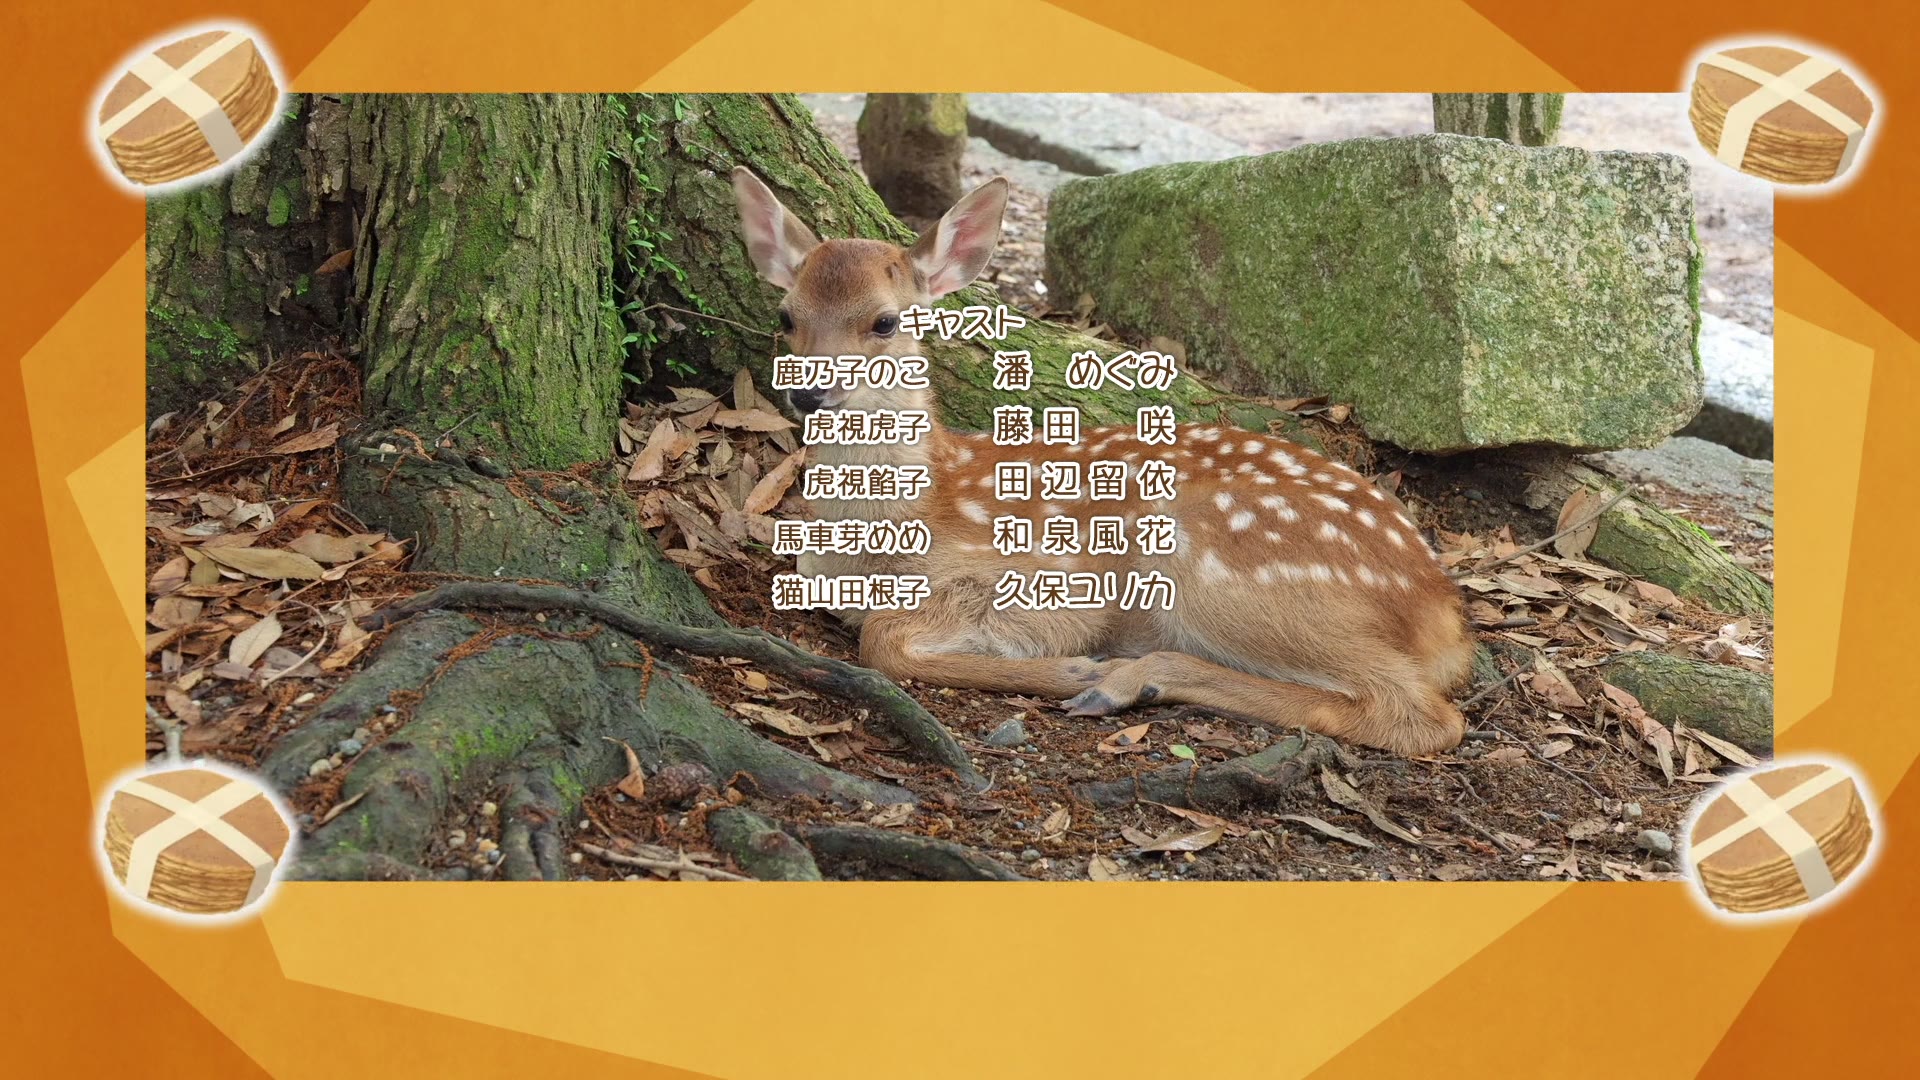 キャスト
鹿乃子のこ　潘　めぐみ
虎視虎子　藤田　咲
虎視餡子　田辺留依
馬車芽めめ　和泉風花
猫山田根子　久保ユリカ